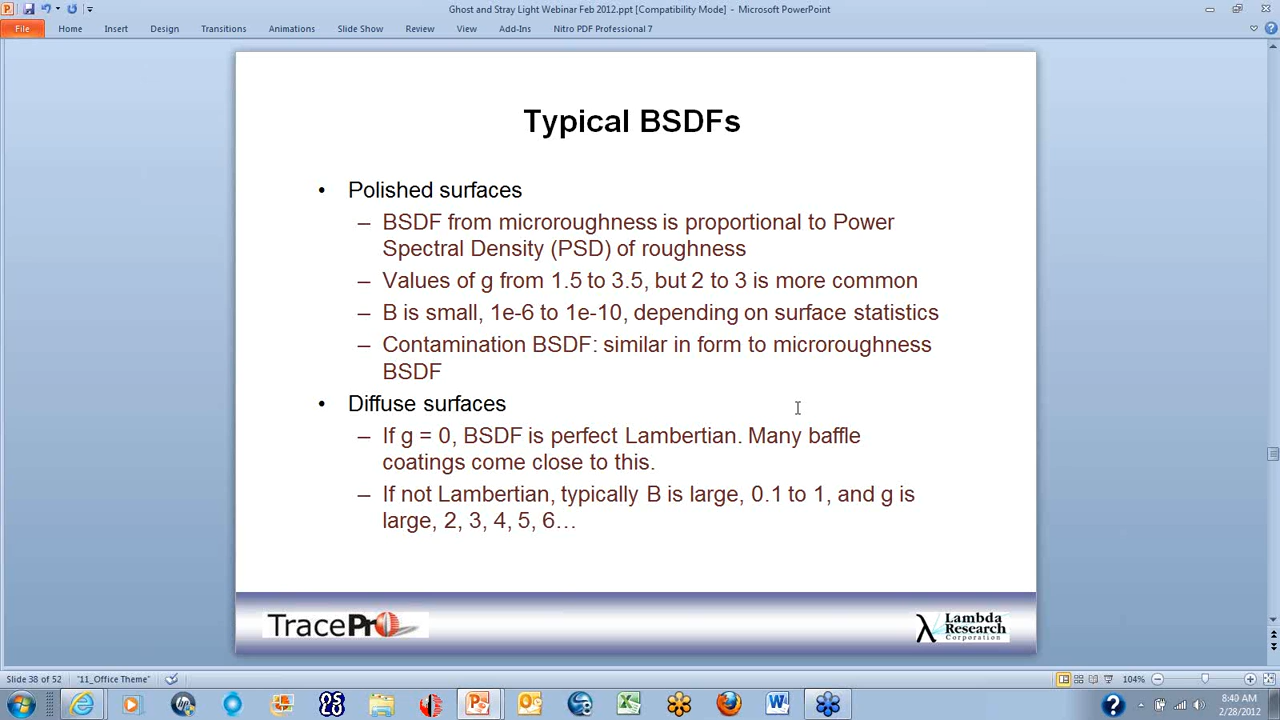 Ghost and Stray Light Webinar Feb 2012.ppt [Compatibility Mode] - Microsoft PowerPoint
File Home Insert Design Transitions Animations Slide Show Review View Add-Ins Nitro PDF Professional 7
Typical BSDFs
• Polished surfaces
– BSDF from microroughness is proportional to Power
Spectral Density (PSD) of roughness
– Values of g from 1.5 to 3.5, but 2 to 3 is more common
– B is small, 1e-6 to 1e-10, depending on surface statistics
– Contamination BSDF: similar in form to microroughness
BSDF
• Diffuse surfaces
– If g = 0, BSDF is perfect Lambertian. Many baffle
coatings come close to this.
– If not Lambertian, typically B is large, 0.1 to 1, and g is
large, 2, 3, 4, 5, 6…
TracePro
λ Lambda
Research
Corporation
Slide 38 of 52 "11_Office Theme" 104%
8:40 AM
2/28/2012